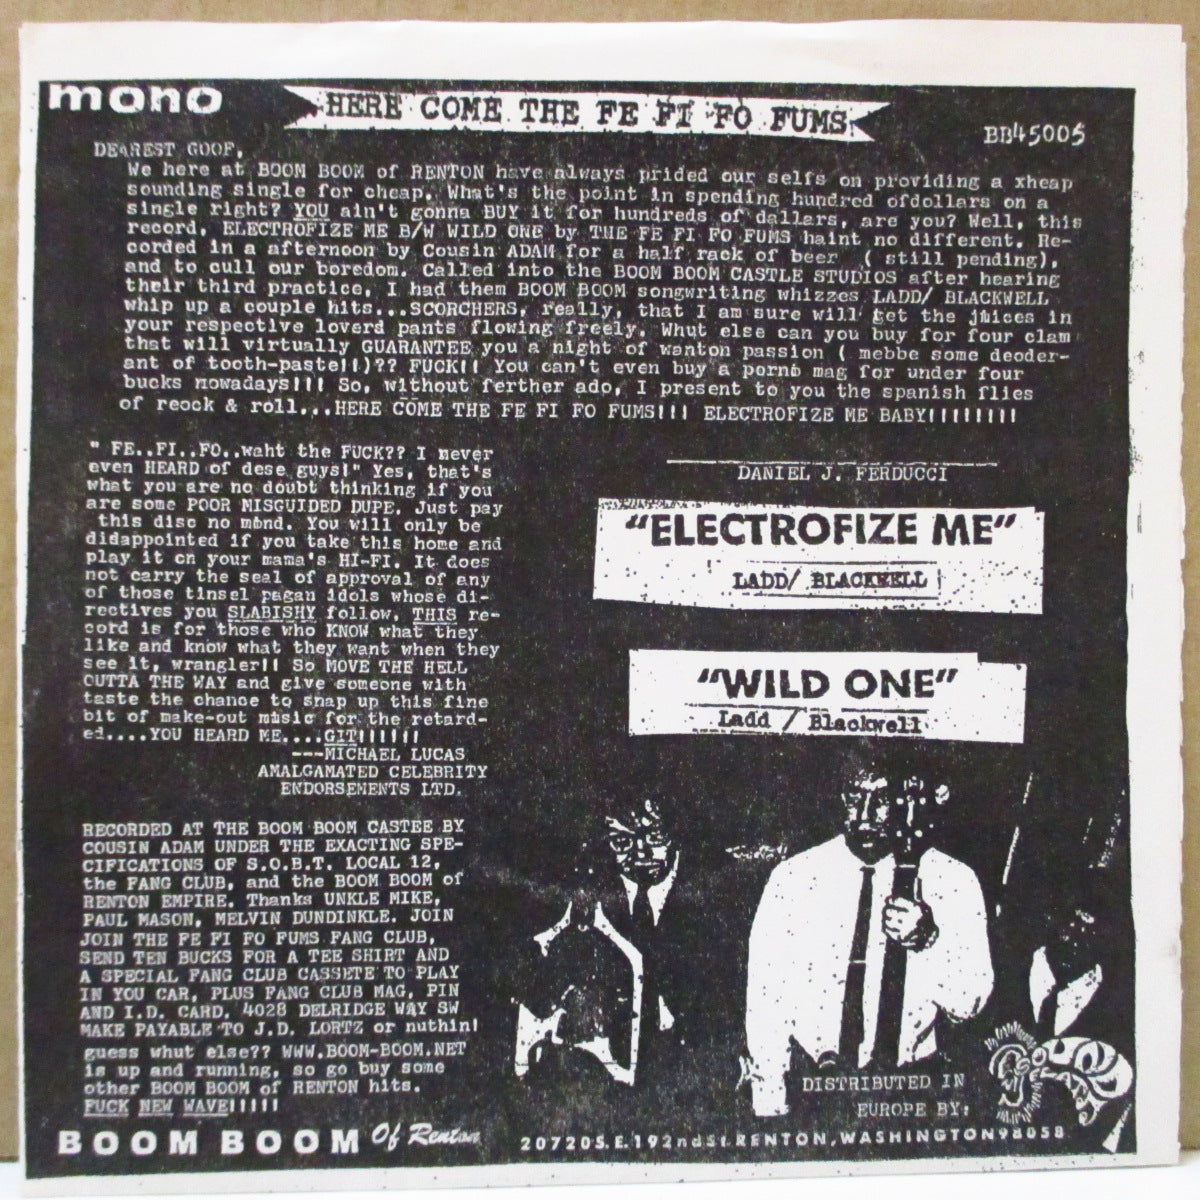 mono
HERE COME THE FE FI FO FUMS
BB45005
DEAREST GOOF,
We here at BOOM BOOM of RENTON have always prided our selfs on providing a xheap
sounding single for cheap. What's the point in spending hundred ofdollars on a
single right? YOU ain't gonna BUY it for hundreds of dallars, are you? Well, this
record, ELECTROFIZE ME B/W WILD ONE by THE FE FI FO FUMS haint no different. Re-
corded in a afternoon by Cousin ADAM for a half rack of beer ( still pending),
and to cull our boredom. Called into the BOOM BOOM CASTLE STUDIOS after hearing
their third practice, I had them BOOM BOOM songwriting whizzes LADD/ BLACKWELL
whip up a couple hits...SCORCHERS, really, that I am sure will get the juices in
your respective loverd pants flowing freely. Whut else can you buy for four clam
that will virtually GUARANTEE you a night of wanton passion ( mebbe some deoder-
ant of tooth-paste!!)?? FUCK!! You can't even buy a porno mag for under four
bucks nowadays!!! So, without ferther ado, I present to you the spanish flies
of reock & roll...HERE COME THE FE FI FO FUMS!!! ELECTROFIZE ME BABY!!!!!!!!
DANIEL J. FERDUCCI
" FE..FI..FO..waht the FUCK?? I never
even HEARD of dese guys!" Yes, that's
what you are no doubt thinking if you
are some POOR MISGUIDED DUPE. Just pay
this disc no mond. You will only be
didappointed if you take this home and
play it on your mama's HI-FI. It does
not carry the seal of approval of any
of those tinsel pagan idols whose di-
rectives you SLABISHY follow, THIS re-
cord is for those who KNOW what they
like and know what they want when they
see it, wrangler!! So MOVE THE HELL
OUTTA THE WAY and give someone with
taste the chance to snap up this fine
bit of make-out music for the retard-
ed....YOU HEARD ME....GIT!!!!!!
---MICHAEL LUCAS
AMALGAMATED CELEBRITY
ENDORSEMENTS LTD.
"ELECTROFIZE ME"
LADD/ BLACKWELL
"WILD ONE"
Ladd / Blackwell
RECORDED AT THE BOOM BOOM CASTEE BY
COUSIN ADAM UNDER THE EXACTING SPE-
CIFICATIONS OF S.O.B.T. LOCAL 12,
the FANG CLUB, and the BOOM BOOM of
RENTON EMPIRE. Thanks UNKLE MIKE,
PAUL MASON, MELVIN DUNDINKLE. JOIN
JOIN THE FE FI FO FUMS FANG CLUB,
SEND TEN BUCKS FOR A TEE SHIRT AND
A SPECIAL FANG CLUB CASSETE TO PLAY
IN YOU CAR, PLUS FANG CLUB MAG, PIN
AND I.D. CARD. 4028 DELRIDGE WAY SW
MAKE PAYABLE TO J.D. LORTZ or nuthin!
guess whut else?? WWW.BOOM-BOOM.NET
is up and running, so go buy some
other BOOM BOOM of RENTON hits.
FUCK NEW WAVE!!!!!
DISTRIBUTED IN
EUROPE BY:
BOOM BOOM Of Renton
20720 S.E. 192nd St. RENTON, WASHINGTON 98058